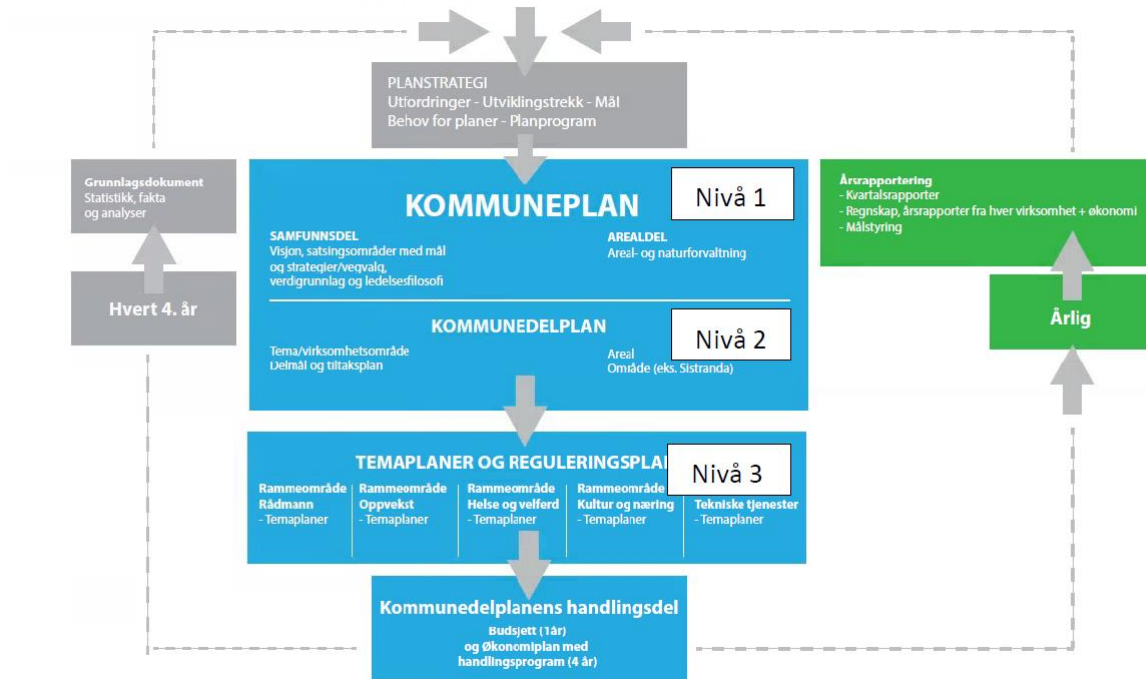 PLANSTRATEGI
Utfordringer - Utviklingstrekk - Mål
Behov for planer - Planprogram
Grunnlagsdokument
Statistikk, fakta
og analyser
Hvert 4. år
KOMMUNEPLAN
Nivå 1
SAMFUNNSDEL
Visjon, satsingsområder med mål
og strategier/vegvalg,
verdigrunnlag og ledelsesfilosofi
AREALDEL
Areal- og naturforvaltning
KOMMUNEDELPLAN
Nivå 2
Tema/virksomhetsområde
Delmål og tiltaksplan
Areal
Område (eks. Sistranda)
Årsrapportering
- Kvartalsrapporter
- Regnskap, årsrapporter fra hver virksomhet + økonomi
- Målstyring
Årlig
TEMAPLANER OG REGULERINGSPLA
Nivå 3
Rammeområde
Rådmann
- Temaplaner
Rammeområde
Oppvekst
- Temaplaner
Rammeområde
Helse og velferd
- Temaplaner
Rammeområde
Kultur og næring
- Temaplaner
Tekniske tjenester
- Temaplaner
Kommunedelplanens handlingsdel
Budsjett (1år)
og Økonomiplan med
handlingsprogram (4 år)